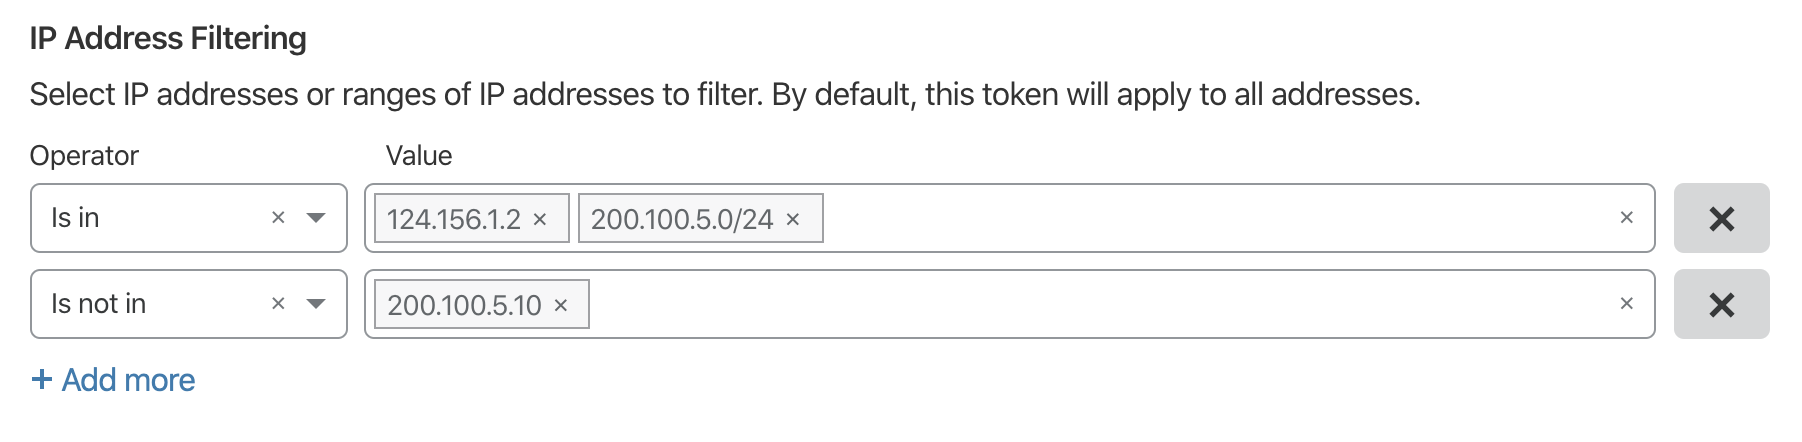 IP Address Filtering
Select IP addresses or ranges of IP addresses to filter. By default, this token will apply to all addresses.
Operator Value
Is in × 124.156.1.2 × 200.100.5.0/24 × ×
Is not in × 200.100.5.10 × ×
+ Add more